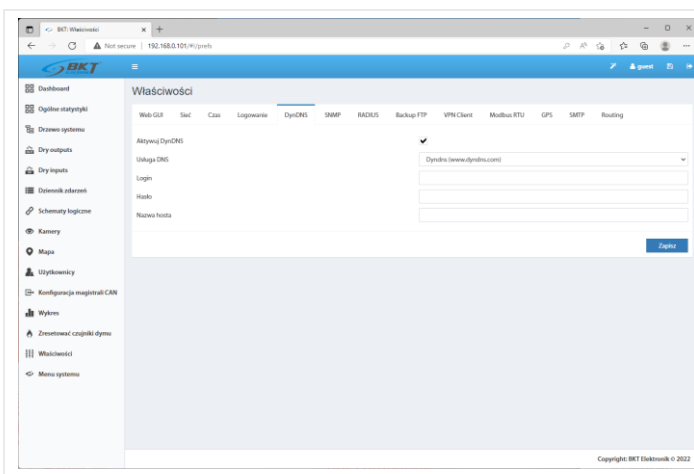 BKT: Właściwości
Not secure | 192.168.0.101/#!/prefs
BKT
guest
Dashboard
Ogólne statystyki
Drzewo systemu
Dry outputs
Dry inputs
Dziennik zdarzeń
Schematy logiczne
Kamery
Mapa
Użytkownicy
Konfiguracja magistrali CAN
Wykres
Zresetować czujniki dymu
Właściwości
Menu systemu
Właściwości
Web GUI Sieć Czas Logowanie DynDNS SNMP RADIUS Backup FTP VPN Client Modbus RTU GPS SMTP Routing
Aktywuj DynDNS
Usługa DNS Dyndns (www.dyndns.com)
Login
Hasło
Nazwa hosta
Zapisz
Copyright: BKT Elektronik © 2022